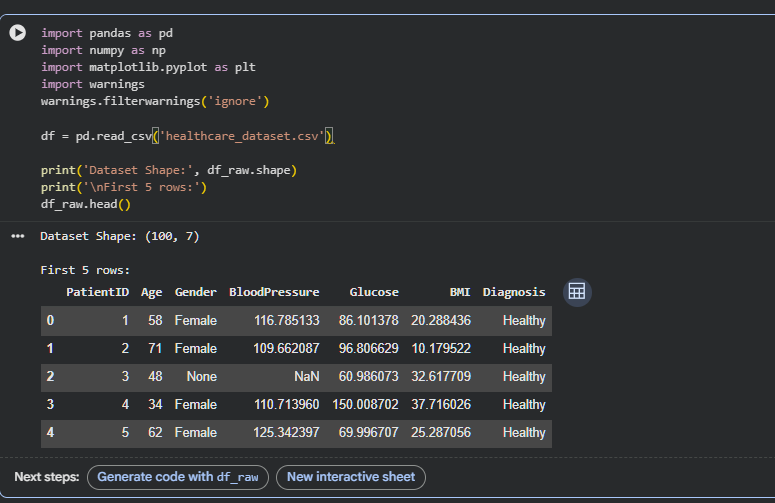 import pandas as pd
import numpy as np
import matplotlib.pyplot as plt
import warnings
warnings.filterwarnings('ignore')
df = pd.read_csv('healthcare_dataset.csv')
print('Dataset Shape:', df_raw.shape)
print('\nFirst 5 rows:')
df_raw.head()
Dataset Shape: (100, 7)
First 5 rows:
PatientID Age Gender BloodPressure Glucose BMI Diagnosis
0 1 58 Female 116.785133 86.101378 20.288436 Healthy
1 2 71 Female 109.662087 96.806629 10.179522 Healthy
2 3 48 None NaN 60.986073 32.617709 Healthy
3 4 34 Female 110.713960 150.008702 37.716026 Healthy
4 5 62 Female 125.342397 69.996707 25.287056 Healthy
Next steps: Generate code with df_raw New interactive sheet